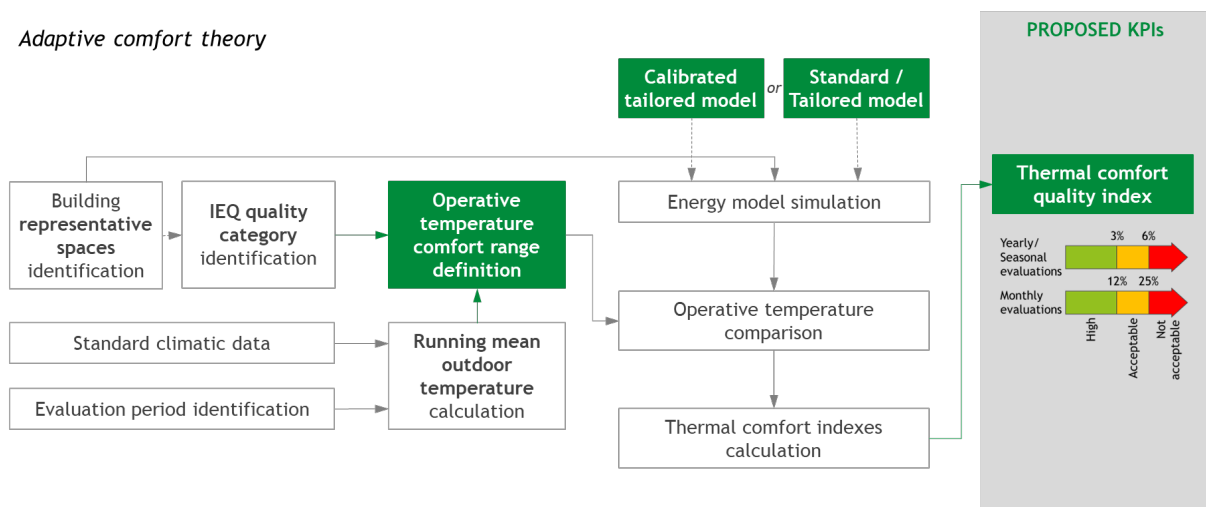 Adaptive comfort theory
PROPOSED KPIs
Calibrated
tailored model
or
Standard /
Tailored model
Building
representative
spaces
identification
IEQ quality
category
identification
Operative
temperature
comfort range
definition
Energy model simulation
Thermal comfort
quality index
Standard climatic data
Evaluation period identification
Running mean
outdoor
temperature
calculation
Operative temperature
comparison
Thermal comfort indexes
calculation
Yearly/
Seasonal
evaluations
3%
6%
Monthly
evaluations
12%
25%
High
Acceptable
Not
acceptable